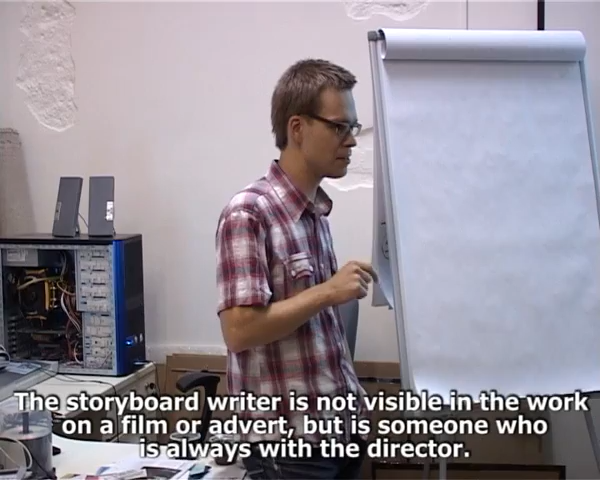 The storyboard writer is not visible in the work
on a film or advert, but is someone who
is always with the director.